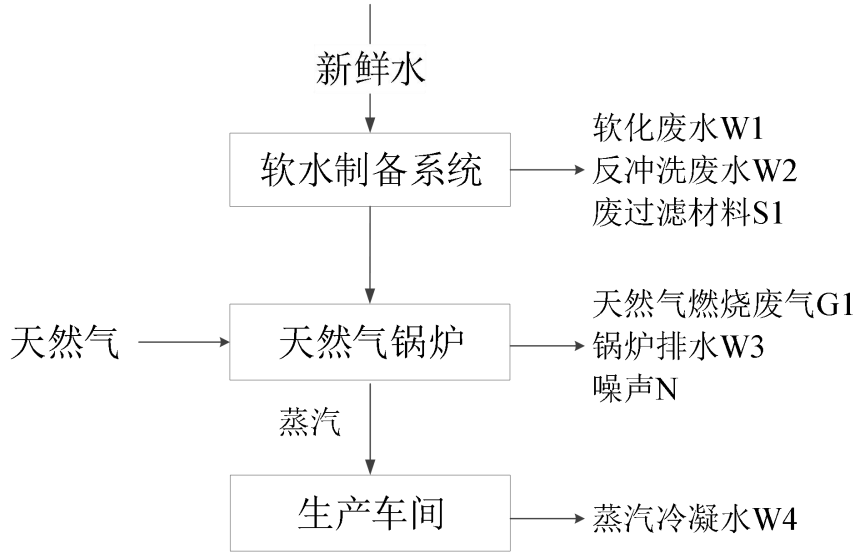 新鲜水
软水制备系统
软化废水W1
反冲洗废水W2
废过滤材料S1
天然气
天然气锅炉
天然气燃烧废气G1
锅炉排水W3
噪声N
蒸汽
生产车间
蒸汽冷凝水W4